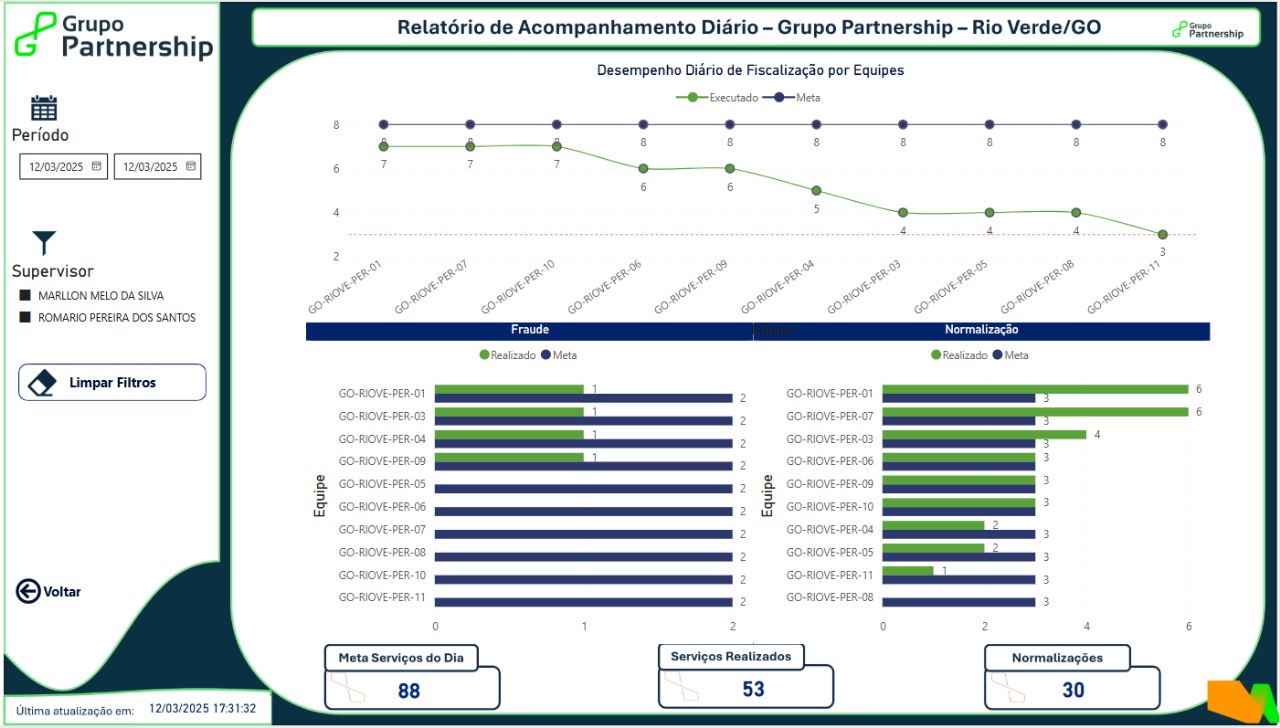 Grupo
Partnership
Relatório de Acompanhamento Diário – Grupo Partnership – Rio Verde/GO
Grupo
Partnership
Período
12/03/2025 12/03/2025
Supervisor
MARLLON MELO DA SILVA
ROMARIO PEREIRA DOS SANTOS
Limpar Filtros
Voltar
Última atualização em: 12/03/2025 17:31:32
Desempenho Diário de Fiscalização por Equipes
Executado Meta
8
6
4
2
8 8 8 8 8 8 8 8 8 8
7 7 7 6 6 5 4 4 4 3
GO-RIOVE-PER-01 GO-RIOVE-PER-07 GO-RIOVE-PER-10 GO-RIOVE-PER-06 GO-RIOVE-PER-09 GO-RIOVE-PER-04 GO-RIOVE-PER-03 GO-RIOVE-PER-05 GO-RIOVE-PER-08 GO-RIOVE-PER-11
Equipe
Fraude
Realizado Meta
Equipe
GO-RIOVE-PER-01 1 2
GO-RIOVE-PER-03 1 2
GO-RIOVE-PER-04 1 2
GO-RIOVE-PER-09 1 2
GO-RIOVE-PER-05 2
GO-RIOVE-PER-06 2
GO-RIOVE-PER-07 2
GO-RIOVE-PER-08 2
GO-RIOVE-PER-10 2
GO-RIOVE-PER-11 2
0 1 2
Normalização
Realizado Meta
Equipe
GO-RIOVE-PER-01 6 3
GO-RIOVE-PER-07 6 3
GO-RIOVE-PER-03 4 3
GO-RIOVE-PER-06 3
GO-RIOVE-PER-09 3
GO-RIOVE-PER-10 3
GO-RIOVE-PER-04 2 3
GO-RIOVE-PER-05 2 3
GO-RIOVE-PER-11 1 3
GO-RIOVE-PER-08 3
0 2 4 6
Meta Serviços do Dia
88
Serviços Realizados
53
Normalizações
30